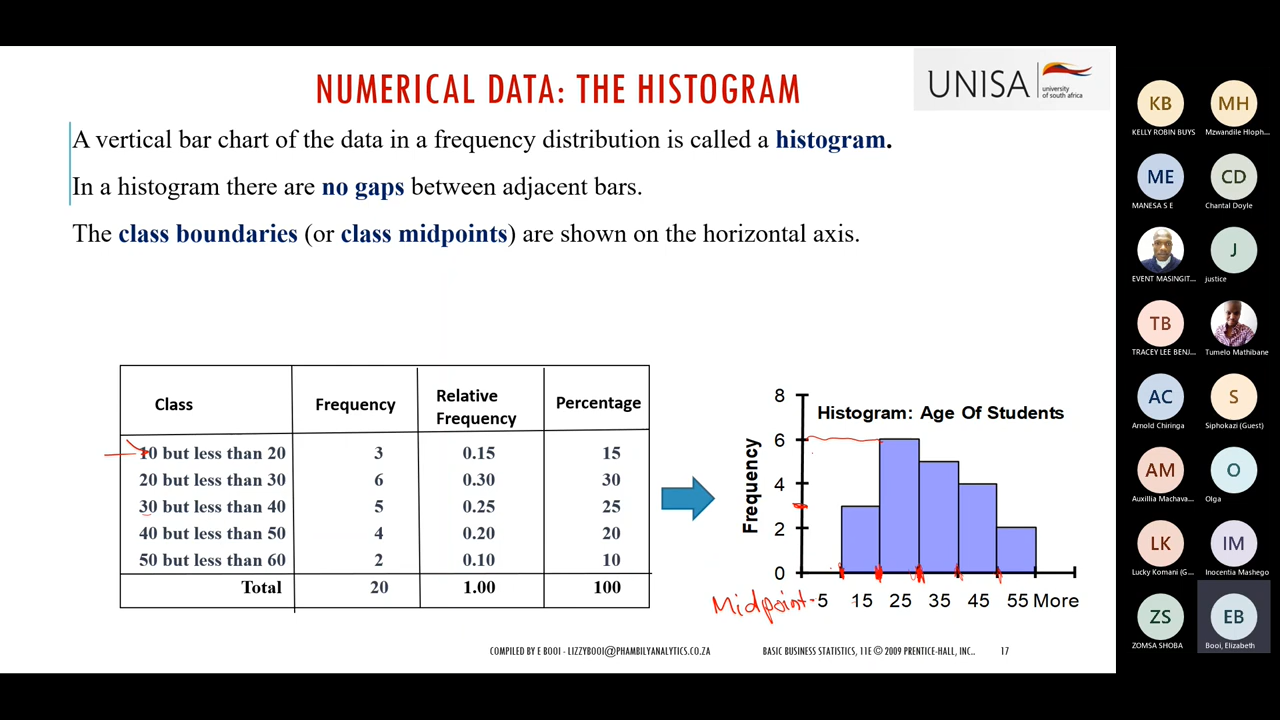 NUMERICAL DATA: THE HISTOGRAM
UNISA
university
of south africa
A vertical bar chart of the data in a frequency distribution is called a histogram.
In a histogram there are no gaps between adjacent bars.
The class boundaries (or class midpoints) are shown on the horizontal axis.
Class Frequency Relative Frequency Percentage
10 but less than 20 3 0.15 15
20 but less than 30 6 0.30 30
30 but less than 40 5 0.25 25
40 but less than 50 4 0.20 20
50 but less than 60 2 0.10 10
Total 20 1.00 100
Histogram: Age Of Students
Frequency
8
6
4
2
0
Midpoint 5 15 25 35 45 55 More
COMPILED BY E BOOI - LIZZYBOOI@PHAMBILYANALYTICS.CO.ZA
BASIC BUSINESS STATISTICS, 11E © 2009 PRENTICE-HALL, INC..
17
KB MH
KELLY ROBIN BUYS Mzwandile Hloph...
ME CD
MANESA S E Chantal Doyle
J
EVENT MASINGIT... justice
TB
TRACEY LEE BENJ... Tumelo Mathibane
AC S
Arnold Chiringa Siphokazi (Guest)
AM O
Auxillia Machava... Olga
LK IM
Lucky Komani (G... Inocentia Mashego
ZS EB
ZOMSA SHOBA Booi, Elizabeth